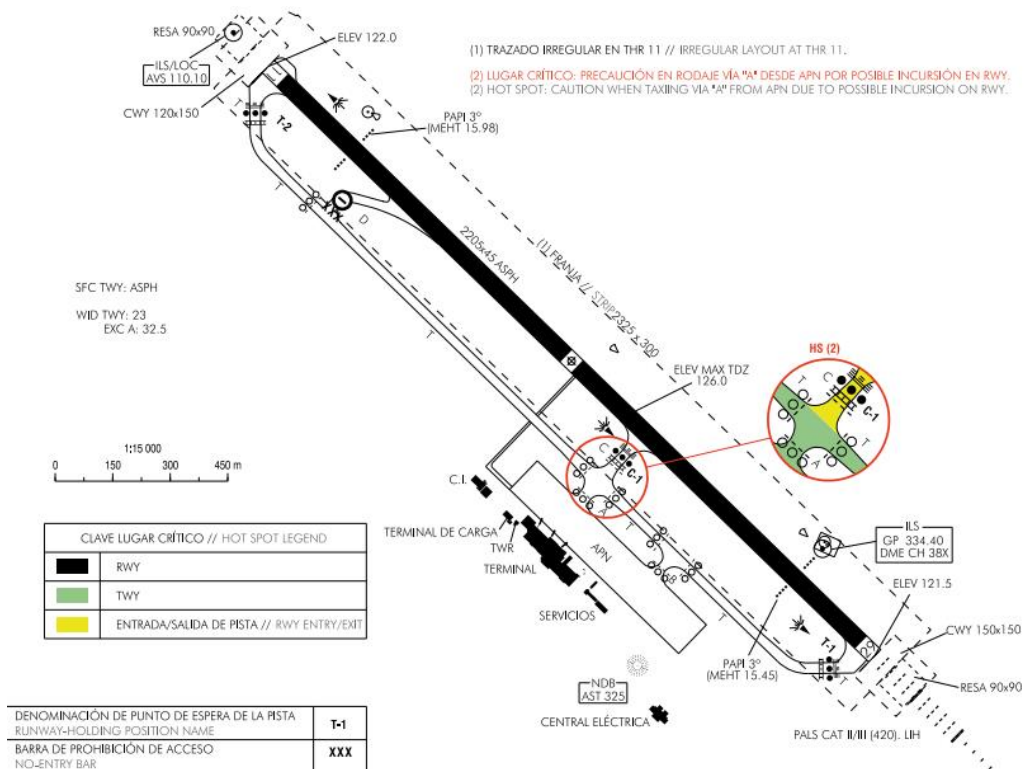 RESA 90x90
ELEV 122.0
ILS/LOC
AVS 110.10
CWY 120x150
11
T
T-2
PAPI 3º
(MEHT 15.98)
(1) TRAZADO IRREGULAR EN THR 11 // IRREGULAR LAYOUT AT THR 11.
(2) LUGAR CRÍTICO: PRECAUCIÓN EN RODAJE VÍA "A" DESDE APN POR POSIBLE INCURSIÓN EN RWY.
(2) HOT SPOT: CAUTION WHEN TAXIING VIA "A" FROM APN DUE TO POSSIBLE INCURSION ON RWY.
T
XXX
D
2205x45 ASPH
(1) FRANJA // STRIP 2325 x 300
SFC TWY: ASPH
WID TWY: 23
EXC A: 32.5
T
ELEV MAX TDZ
126.0
HS (2)
T
C
C-1
T
A
1:15 000
0 150 300 450 m
C
C-1
T
A
T
C.I.
TERMINAL DE CARGA
TWR
TERMINAL
APN
B
SERVICIOS
T
ILS
GP 334.40
DME CH 38X
ELEV 121.5
CWY 150x150
RESA 90x90
29
T-1
T
PAPI 3º
(MEHT 15.45)
NDB
AST 325
CENTRAL ELÉCTRICA
PALS CAT II/III (420). LIH
CLAVE LUGAR CRÍTICO // HOT SPOT LEGEND
RWY
TWY
ENTRADA/SALIDA DE PISTA // RWY ENTRY/EXIT
DENOMINACIÓN DE PUNTO DE ESPERA DE LA PISTA
RUNWAY-HOLDING POSITION NAME
T-1
BARRA DE PROHIBICIÓN DE ACCESO
NO-ENTRY BAR
XXX